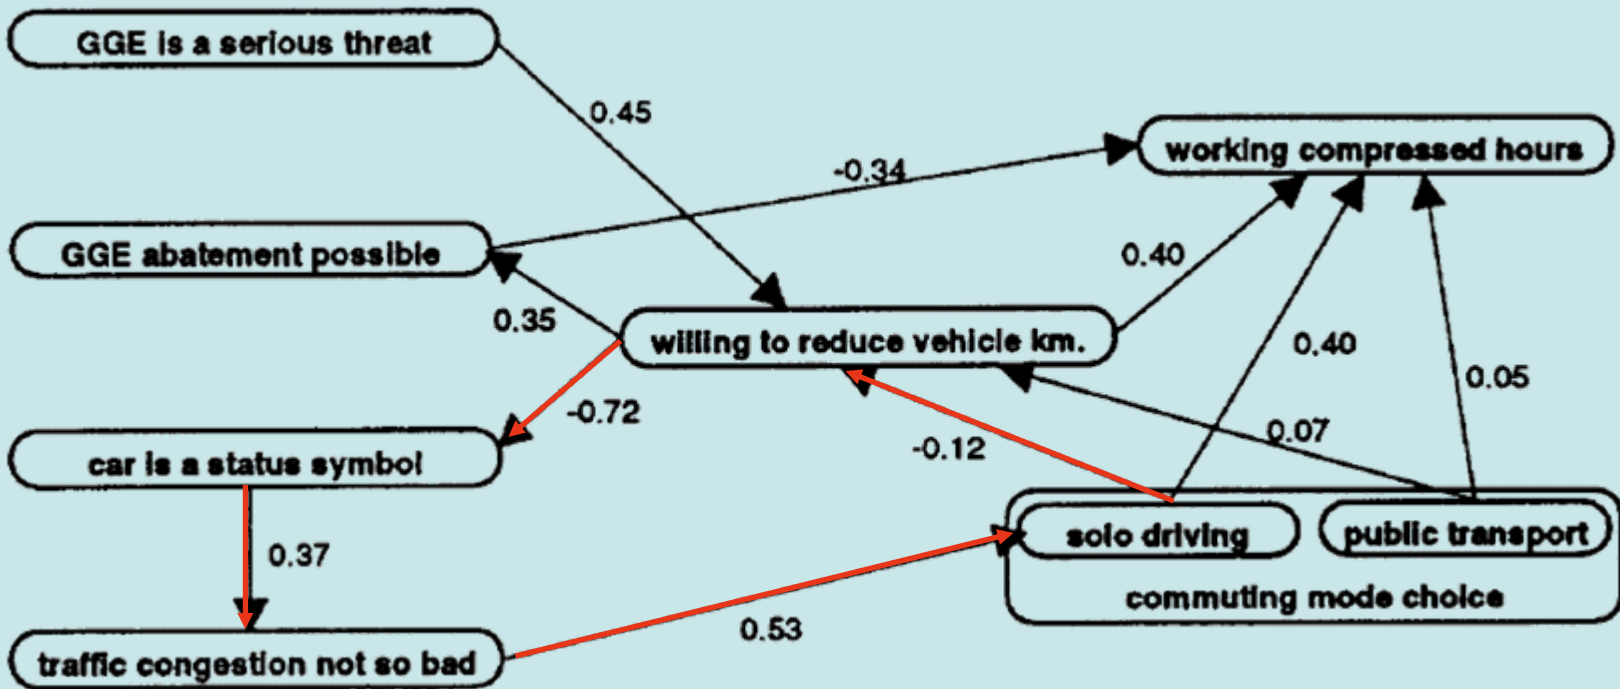 GGE is a serious threat
0.45
working compressed hours
-0.34
GGE abatement possible
0.40
0.35
willing to reduce vehicle km.
0.40
0.05
-0.72
0.07
-0.12
car is a status symbol
solo driving
public transport
0.37
commuting mode choice
0.53
traffic congestion not so bad